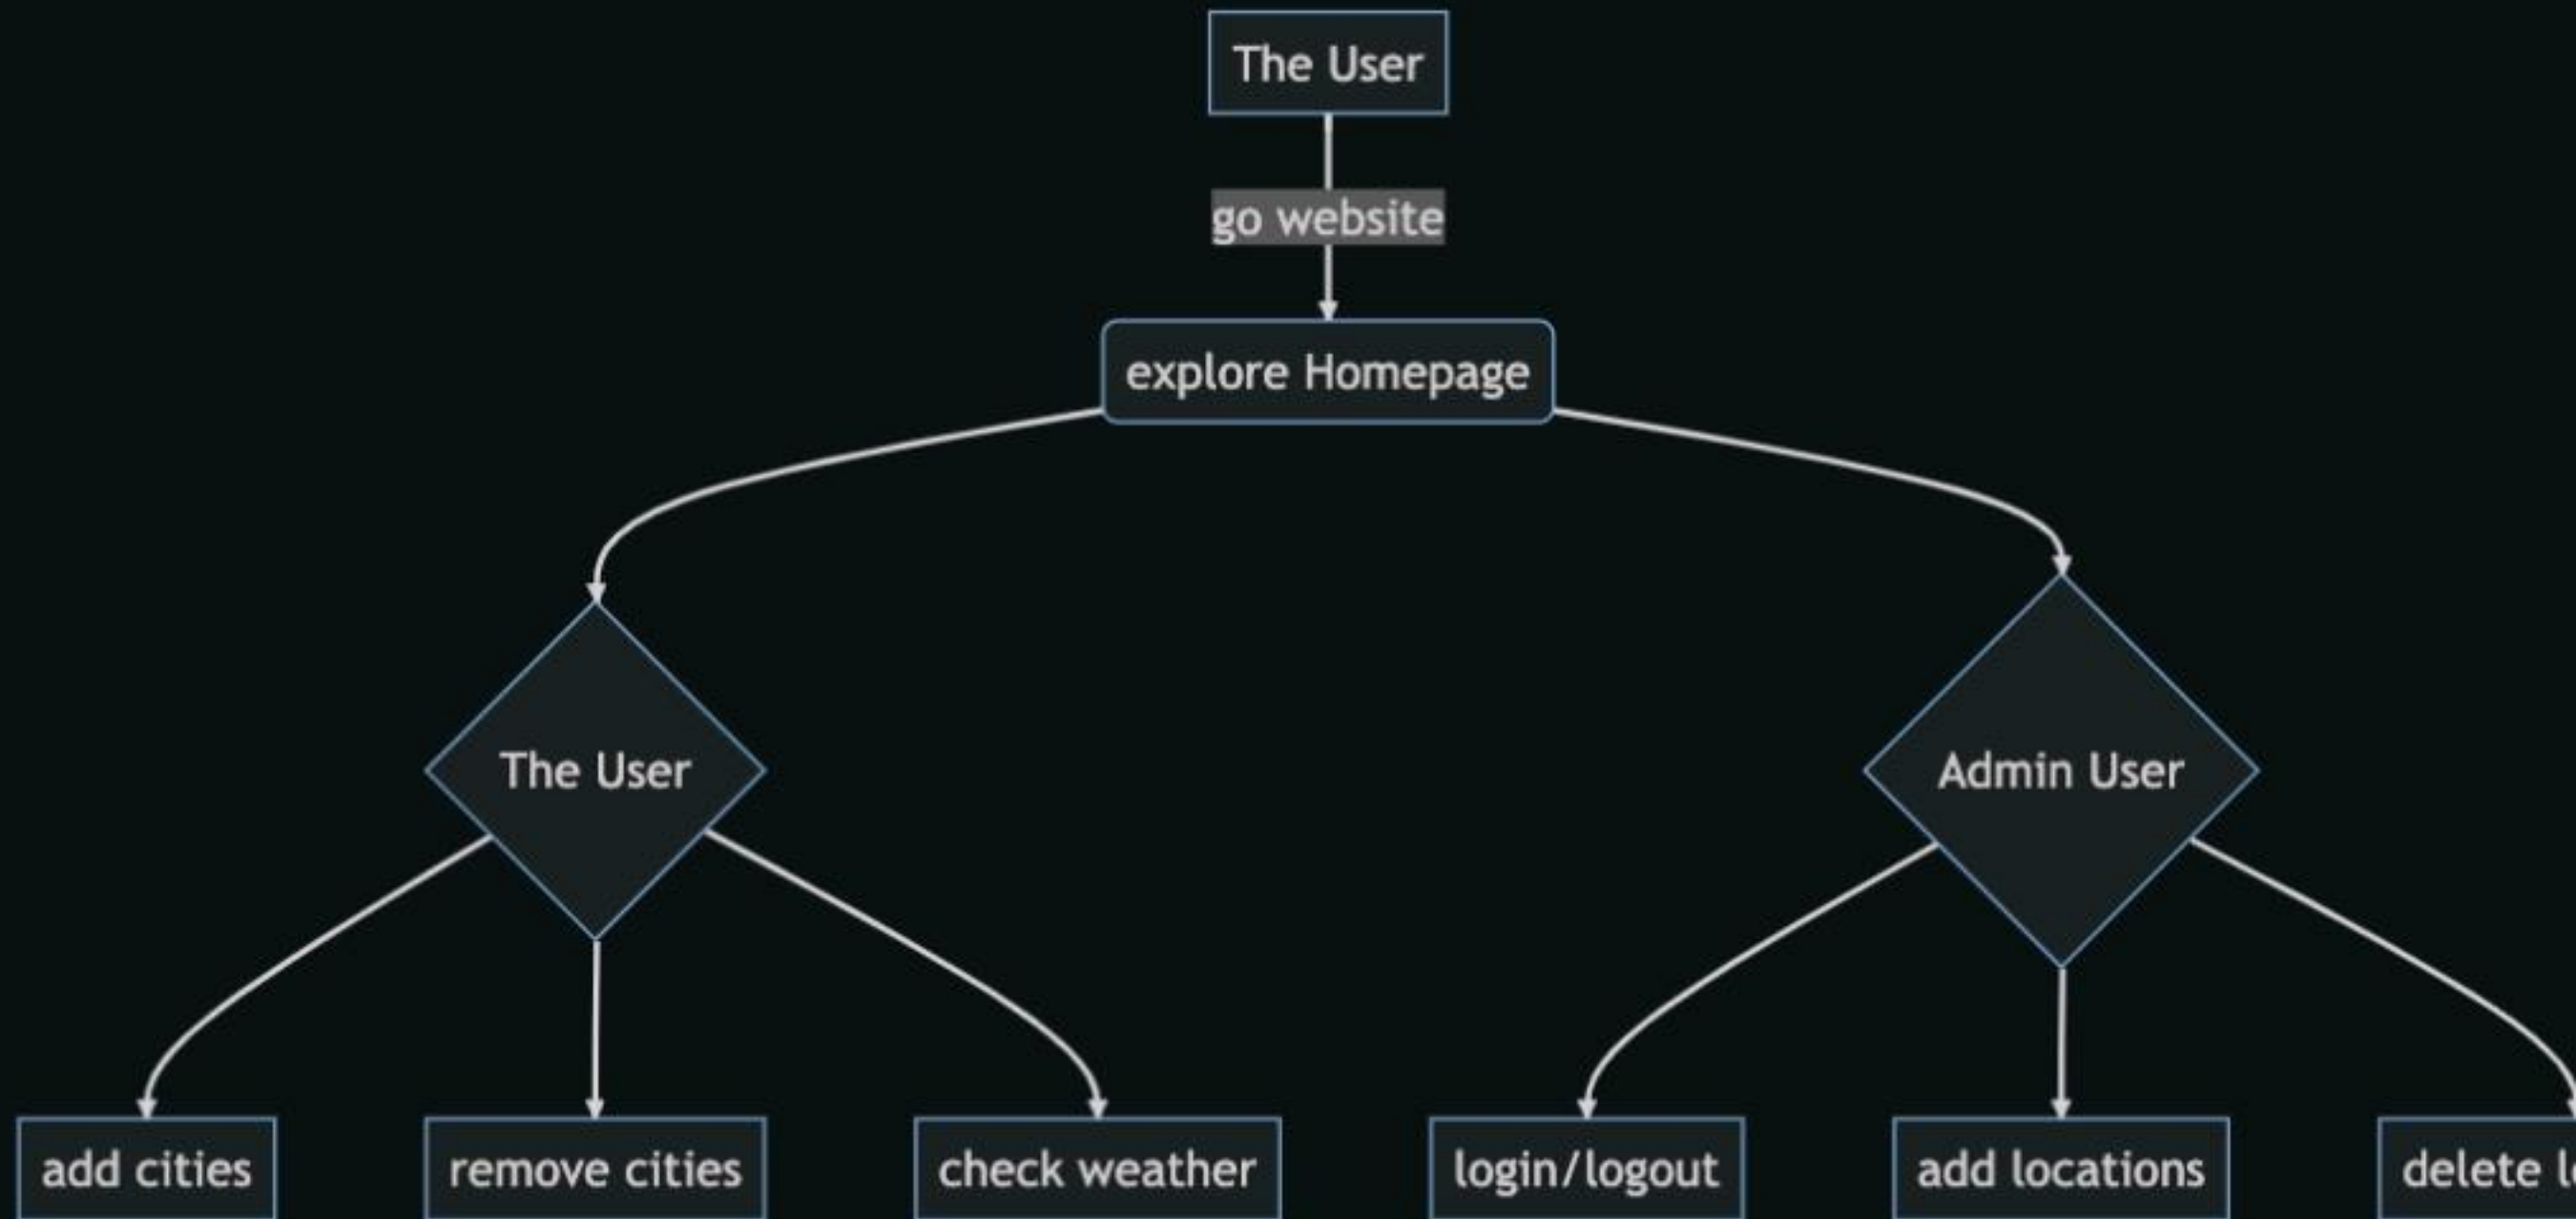 The User
go website
explore Homepage
The User
Admin User
add cities
remove cities
check weather
login/logout
add locations
delete